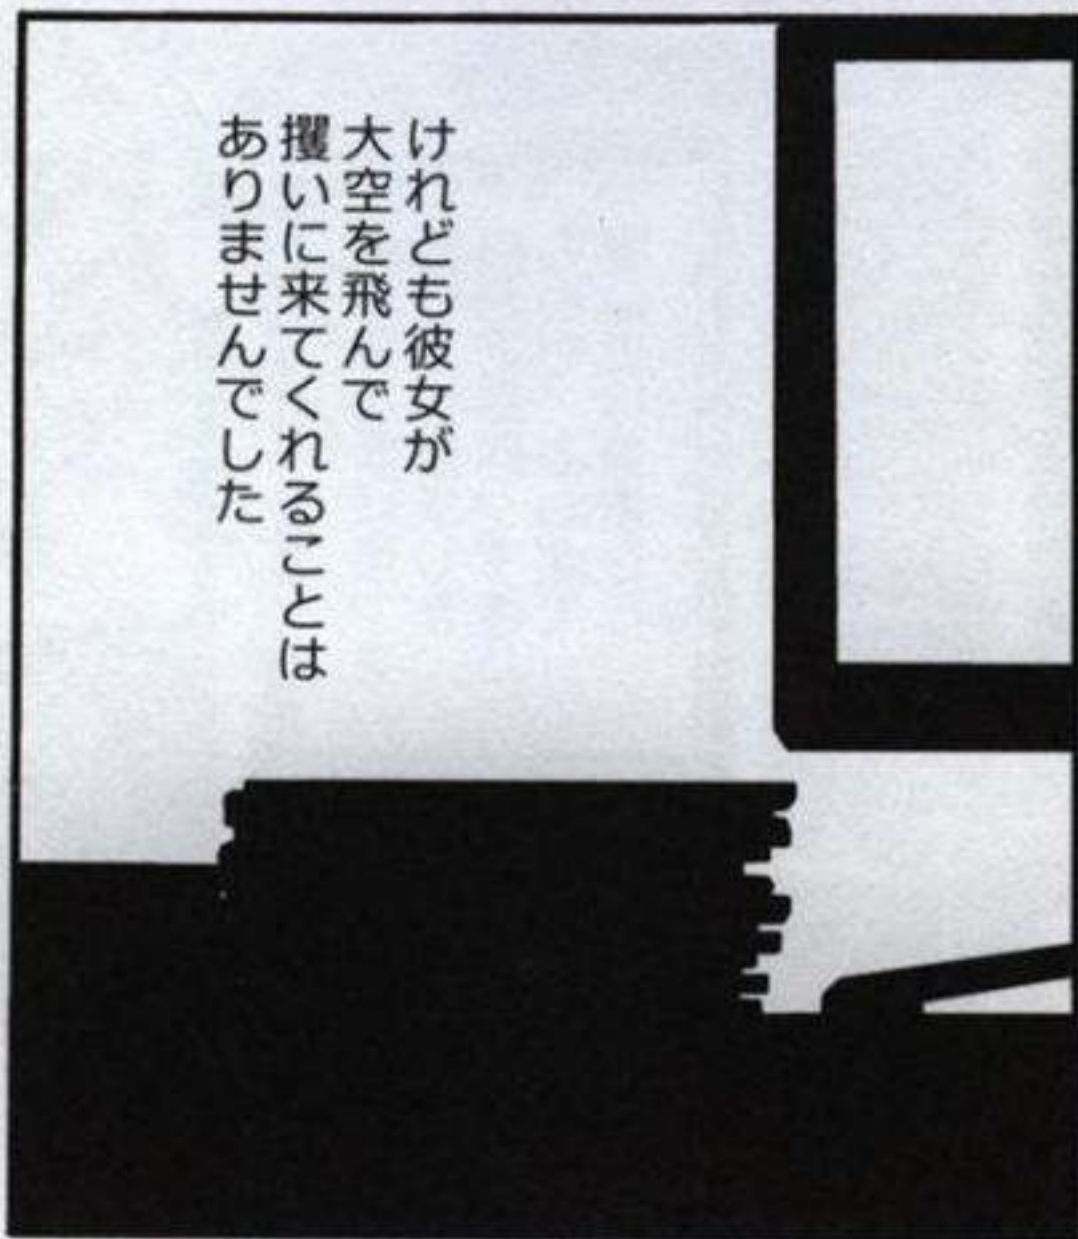 けれども彼女が
大空を飛んで
攫いに来てくれることは
ありませんでした